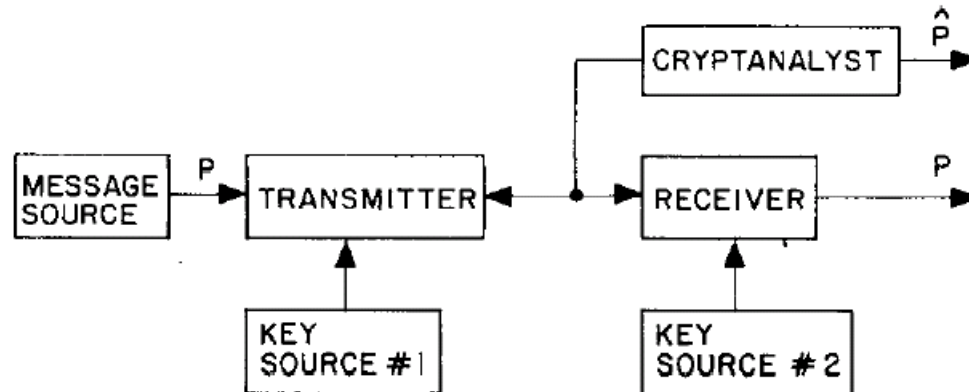 P̂
CRYPTANALYST
P
P
MESSAGE
SOURCE
TRANSMITTER
RECEIVER
KEY
SOURCE #1
KEY
SOURCE #2